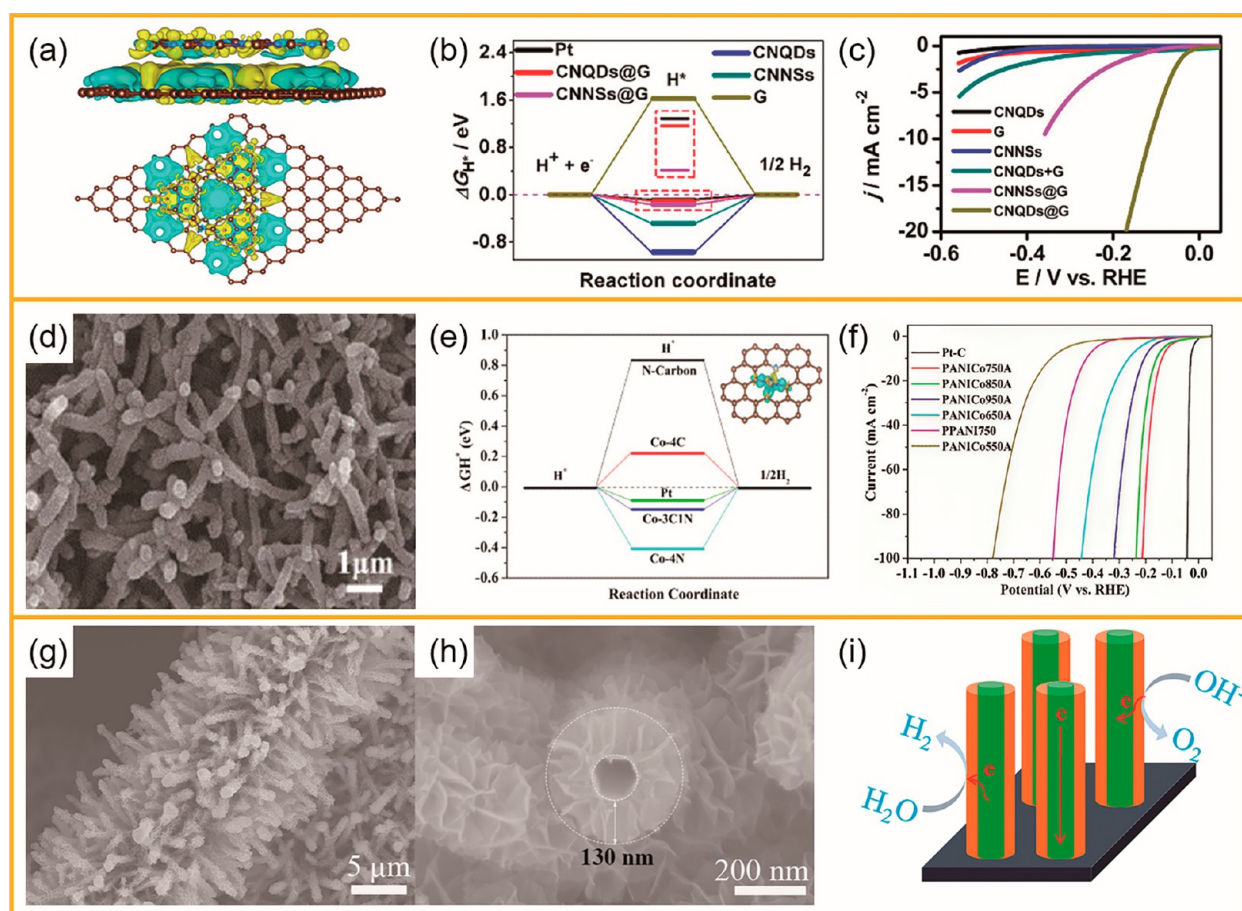 (a)
(b)
Pt
CNQDs@G
CNNSs@G
CNQDs
CNNSs
G
H*
H⁺ + e⁻
1/2 H₂
2.4
1.6
0.8
0.0
-0.8
ΔG_H* / eV
Reaction coordinate
(c)
0
-5
-10
-15
-20
j / mA cm⁻²
CNQDs
G
CNNSs
CNQDs+G
CNNSs@G
CNQDs@G
-0.6 -0.4 -0.2 0.0
E / V vs. RHE
(d)
1μm
(e)
1.0
0.8
0.6
0.4
0.2
0.0
-0.2
-0.4
-0.6
ΔGH* (eV)
H*
N-Carbon
Co-4C
H⁺
1/2H₂
Pt
Co-3C1N
Co-4N
Reaction Coordinate
(f)
0
-20
-40
-60
-80
-100
Current (mA cm⁻²)
Pt-C
PANICo750A
PANICo850A
PANICo950A
PANICo650A
PPANI750
PANICo550A
-1.1 -1.0 -0.9 -0.8 -0.7 -0.6 -0.5 -0.4 -0.3 -0.2 -0.1 0.0
Potential (V vs. RHE)
(g)
5 μm
(h)
130 nm
200 nm
(i)
H₂
H₂O
e
e
e
OH⁻
O₂